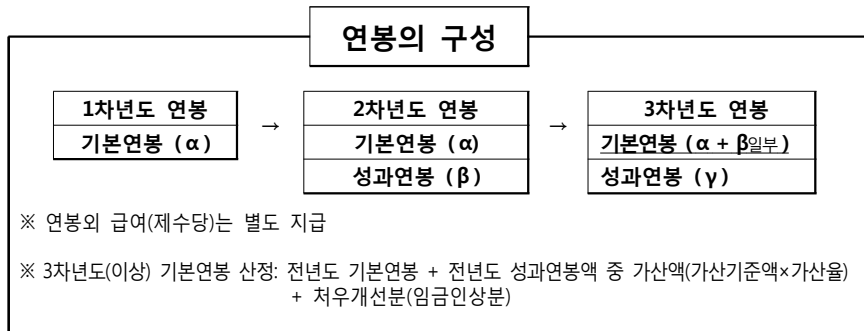 연봉의 구성
1차년도 연봉 → 2차년도 연봉 → 3차년도 연봉
기본연봉 (α) 기본연봉 (α) 기본연봉 (α + β일부)
성과연봉 (β) 성과연봉 (γ)
※ 연봉외 급여(제수당)는 별도 지급
※ 3차년도(이상) 기본연봉 산정: 전년도 기본연봉 + 전년도 성과연봉액 중 가산액(가산기준액×가산율)
+ 처우개선분(임금인상분)